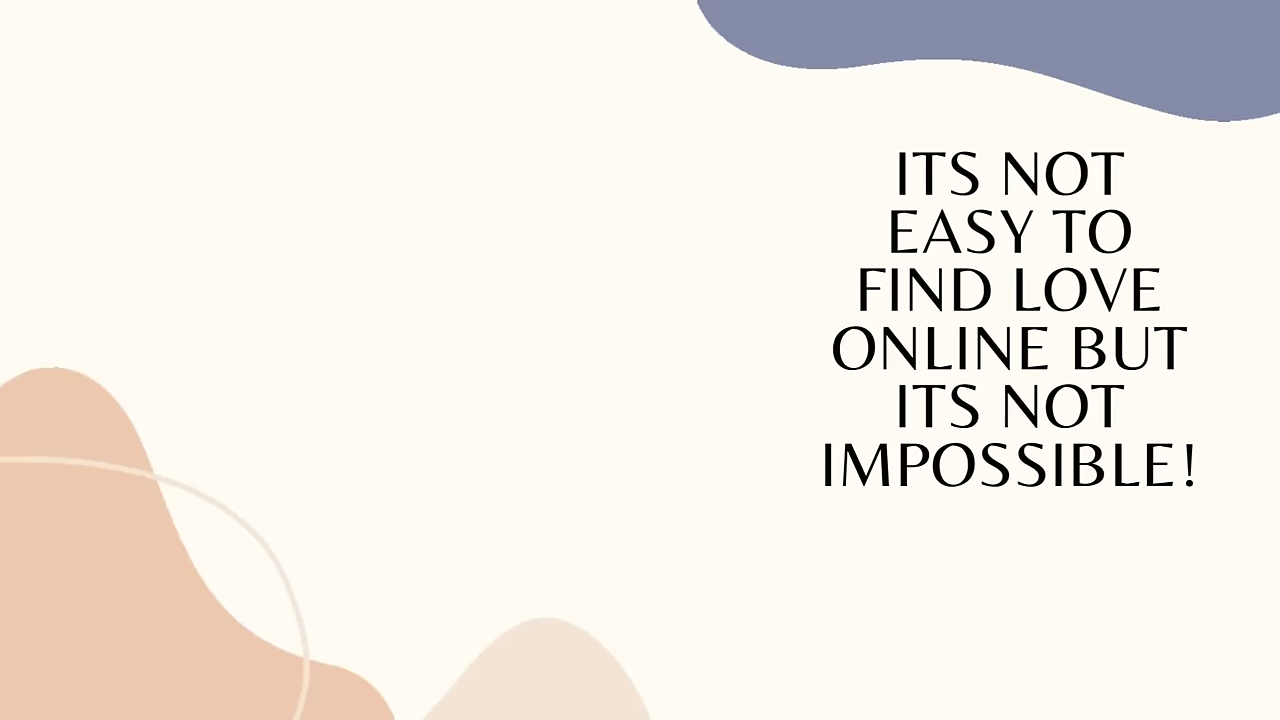 ITS NOT
EASY TO
FIND LOVE
ONLINE BUT
ITS NOT
IMPOSSIBLE!